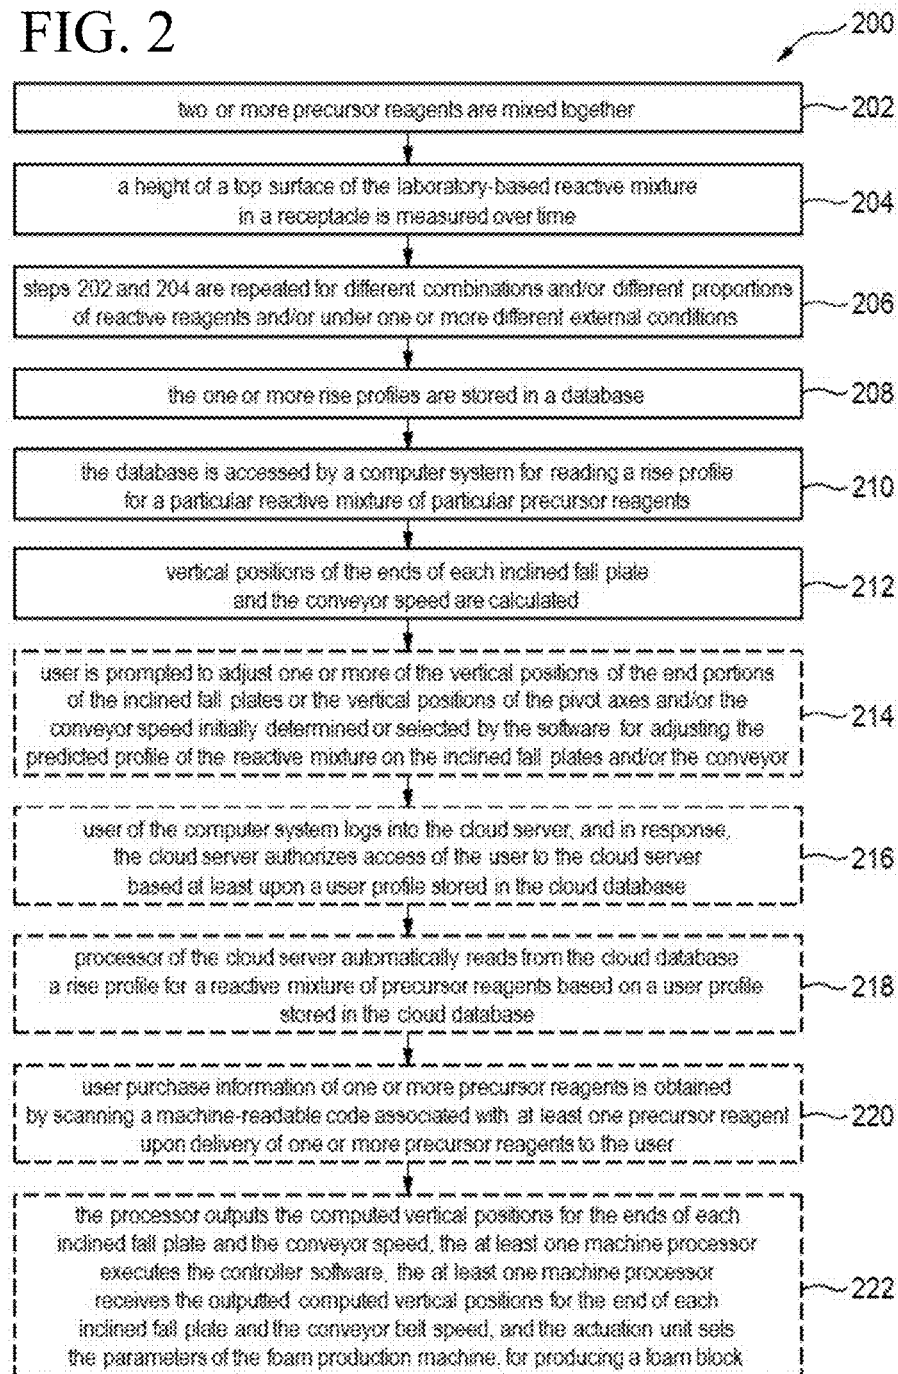 FIG. 2
200
two or more precursor reagents are mixed together
202
a height of a top surface of the laboratory-based reactive mixture
in a receptacle is measured over time
204
steps 202 and 204 are repeated for different combinations and/or different proportions
of reactive reagents and/or under one or more different external conditions
206
the one or more rise profiles are stored in a database
208
the database is accessed by a computer system for reading a rise profile
for a particular reactive mixture of particular precursor reagents
210
vertical positions of the ends of each inclined fall plate
and the conveyor speed are calculated
212
user is prompted to adjust one or more of the vertical positions of the end portions
of the inclined fall plates or the vertical positions of the pivot axes and/or the
conveyor speed initially determined or selected by the software for adjusting the
predicted profile of the reactive mixture on the inclined fall plates and/or the conveyor
214
user of the computer system logs into the cloud server, and in response,
the cloud server authorizes access of the user to the cloud server
based at least upon a user profile stored in the cloud database
216
processor of the cloud server automatically reads from the cloud database
a rise profile for a reactive mixture of precursor reagents based on a user profile
stored in the cloud database
218
user purchase information of one or more precursor reagents is obtained
by scanning a machine-readable code associated with at least one precursor reagent
upon delivery of one or more precursor reagents to the user
220
the processor outputs the computed vertical positions for the ends of each
inclined fall plate and the conveyor speed, the at least one machine processor
executes the controller software, the at least one machine processor
receives the outputted computed vertical positions for the end of each
inclined fall plate and the conveyor belt speed, and the actuation unit sets
the parameters of the foam production machine, for producing a foam block
222